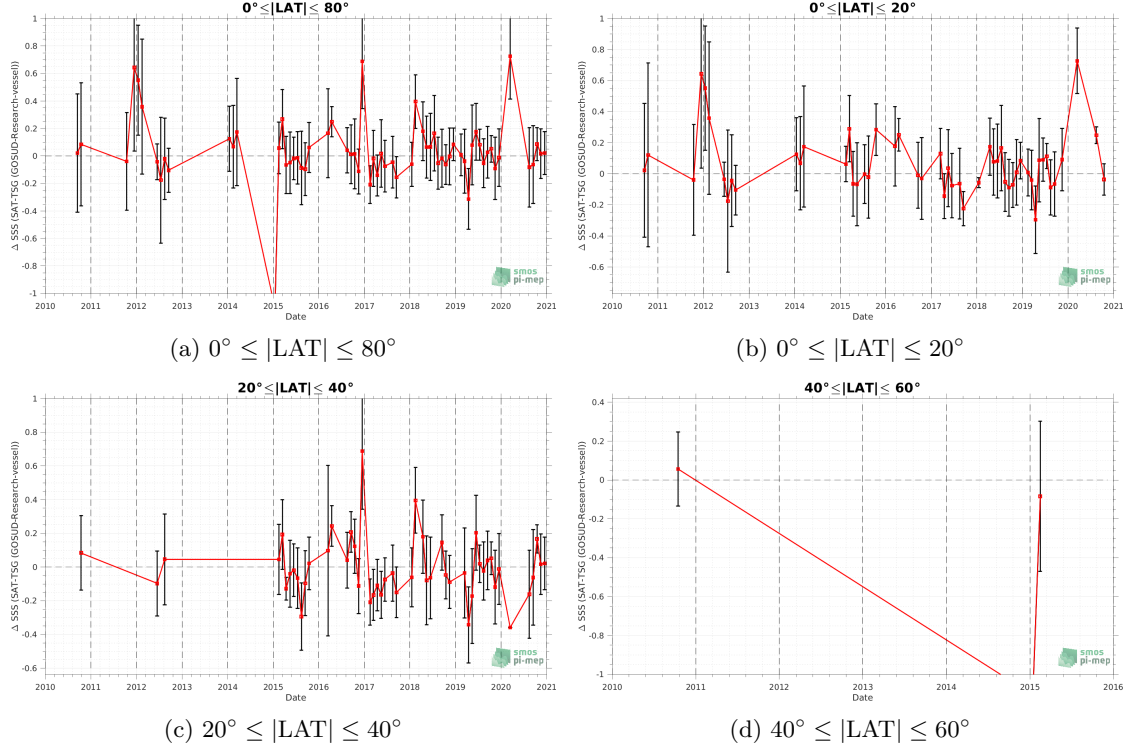 0°≤|LAT|≤ 80°
Δ SSS (SAT-TSG (GOSUD-Research-vessel))
1
0.8
0.6
0.4
0.2
0
-0.2
-0.4
-0.6
-0.8
-1
2010 2011 2012 2013 2014 2015 2016 2017 2018 2019 2020 2021
Date
smos
pi-mep
(a) 0° ≤ |LAT| ≤ 80°
0°≤|LAT|≤ 20°
Δ SSS (SAT-TSG (GOSUD-Research-vessel))
1
0.8
0.6
0.4
0.2
0
-0.2
-0.4
-0.6
2010 2011 2012 2013 2014 2015 2016 2017 2018 2019 2020 2021
Date
smos
pi-mep
(b) 0° ≤ |LAT| ≤ 20°
20°≤|LAT|≤ 40°
Δ SSS (SAT-TSG (GOSUD-Research-vessel))
1
0.8
0.6
0.4
0.2
0
-0.2
-0.4
-0.6
2010 2011 2012 2013 2014 2015 2016 2017 2018 2019 2020 2021
Date
smos
pi-mep
(c) 20° ≤ |LAT| ≤ 40°
40°≤|LAT|≤ 60°
Δ SSS (SAT-TSG (GOSUD-Research-vessel))
0.4
0.2
0
-0.2
-0.4
-0.6
-0.8
-1
2010 2011 2012 2013 2014 2015 2016
Date
smos
pi-mep
(d) 40° ≤ |LAT| ≤ 60°